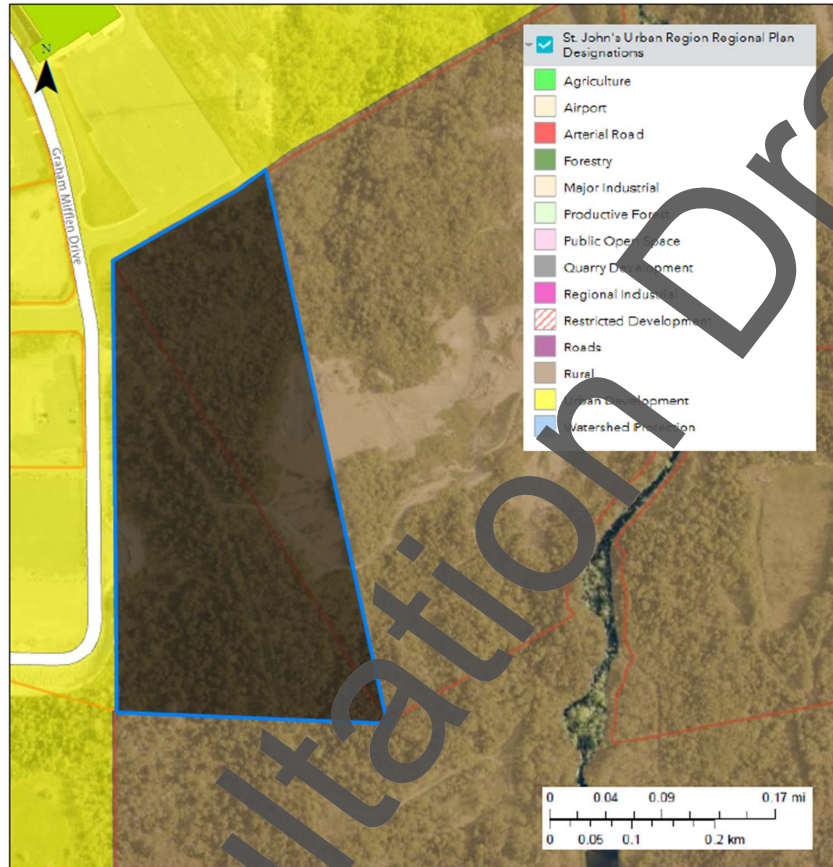 N
Graham Mifflen Drive
St. John's Urban Region Regional Plan
Designations
Agriculture
Airport
Arterial Road
Forestry
Major Industrial
Productive Forest
Public Open Space
Quarry Development
Regional Industrial
Restricted Development
Roads
Rural
Urban Development
Watershed Protection
ultation Dra
0 0.04 0.09 0.17 mi
0 0.05 0.1 0.2 km